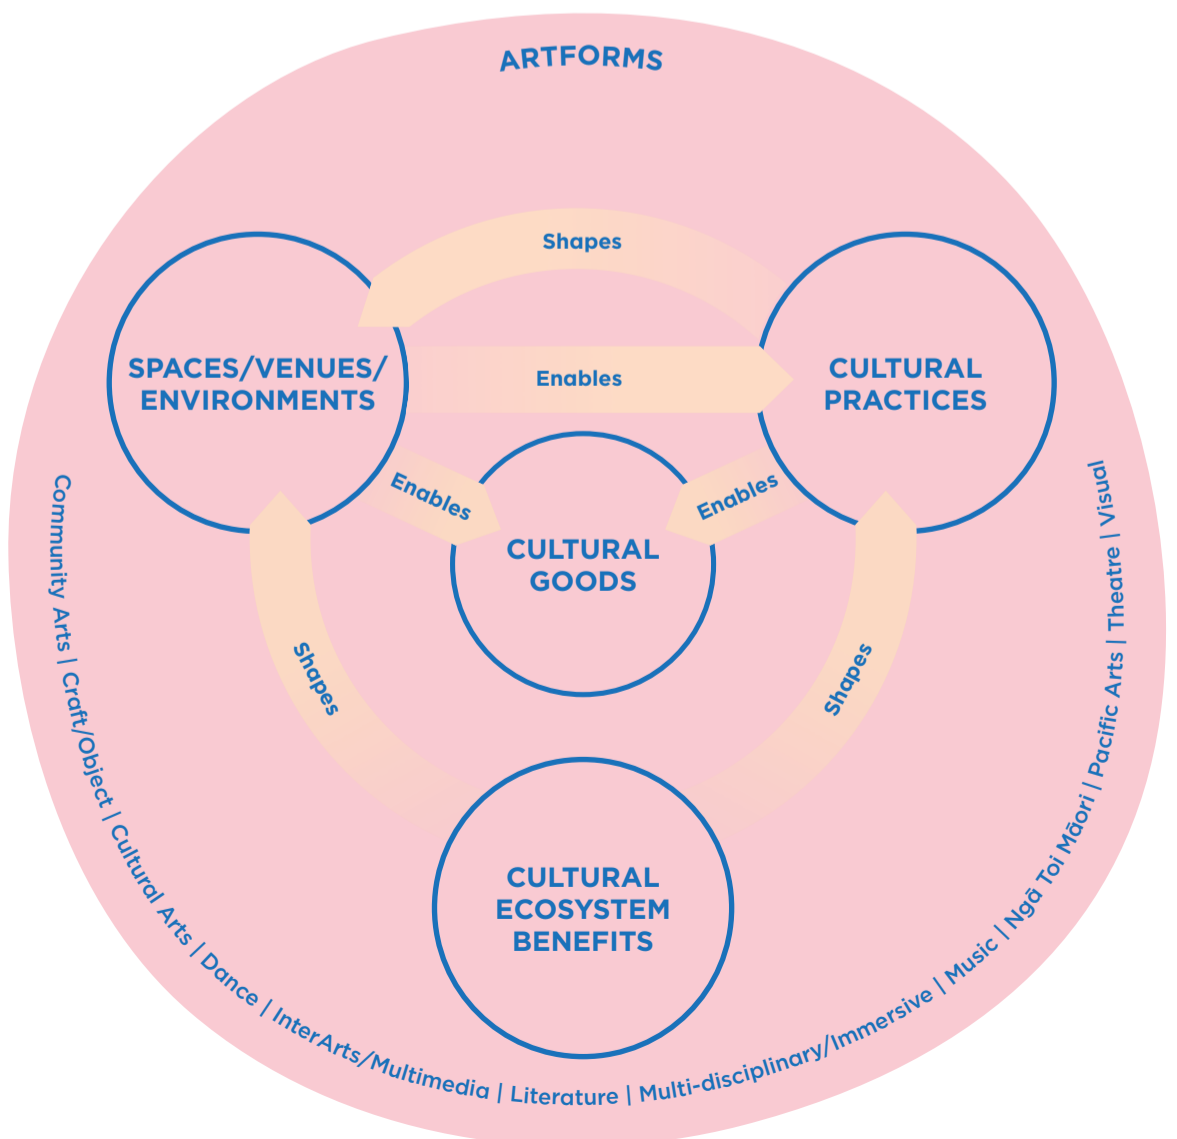 ARTFORMS
Shapes
SPACES/VENUES/
ENVIRONMENTS
Enables
CULTURAL
PRACTICES
Enables
Enables
CULTURAL
GOODS
Shapes
Shapes
CULTURAL
ECOSYSTEM
BENEFITS
Community Arts | Craft/Object | Cultural Arts | Dance | InterArts/Multimedia | Literature | Multi-disciplinary/Immersive | Music | Ngā Toi Māori | Pacific Arts | Theatre | Visual